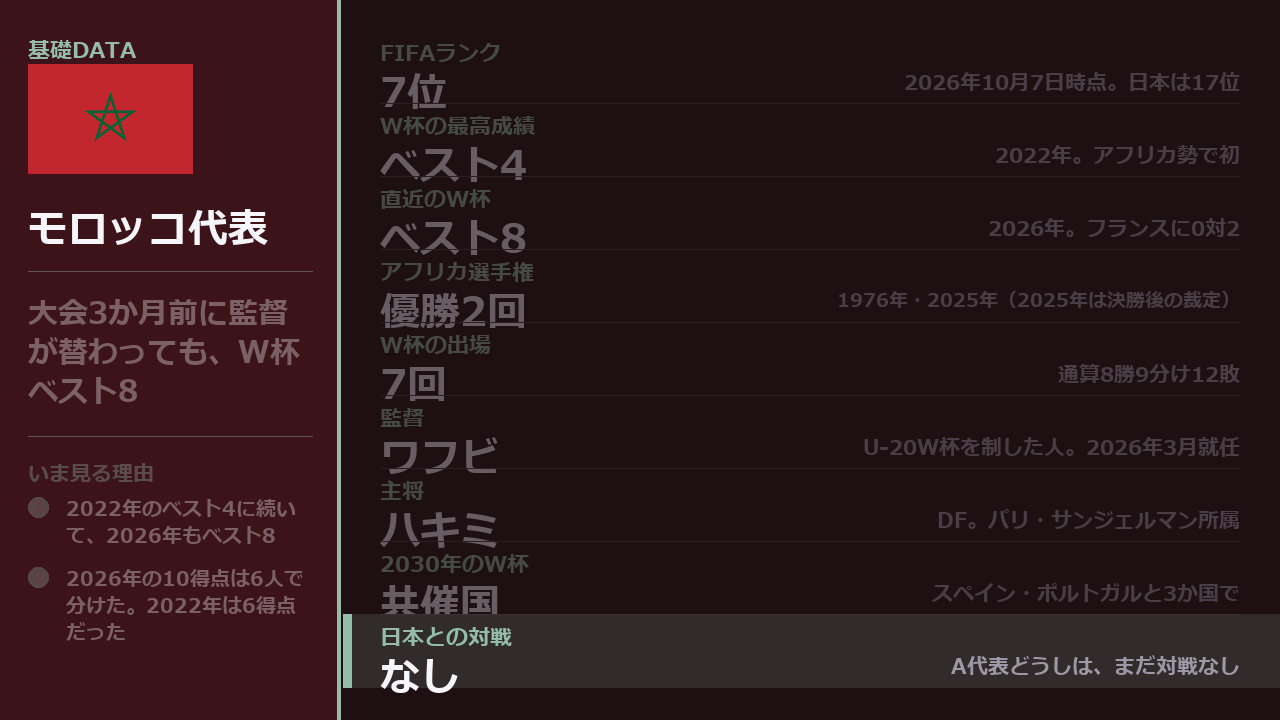 基礎DATA
モロッコ代表
大会3か月前に監督
が替わっても、W杯
ベスト8
いま見る理由
2022年のベスト4に続い
て、2026年もベスト8
2026年の10得点は6人で
分けた。2022年は6得点
だった
FIFAランク
7位
2026年10月7日時点。日本は17位
W杯の最高成績
ベスト4
2022年。アフリカ勢で初
直近のW杯
ベスト8
2026年。フランスに0対2
アフリカ選手権
優勝2回
1976年・2025年（2025年は決勝後の裁定）
W杯の出場
7回
通算8勝9分け12敗
監督
ワフビ
U-20W杯を制した人。2026年3月就任
主将
ハキミ
DF。パリ・サンジェルマン所属
2030年のW杯
共催国
スペイン・ポルトガルと3か国で
日本との対戦
なし
A代表どうしは、まだ対戦なし